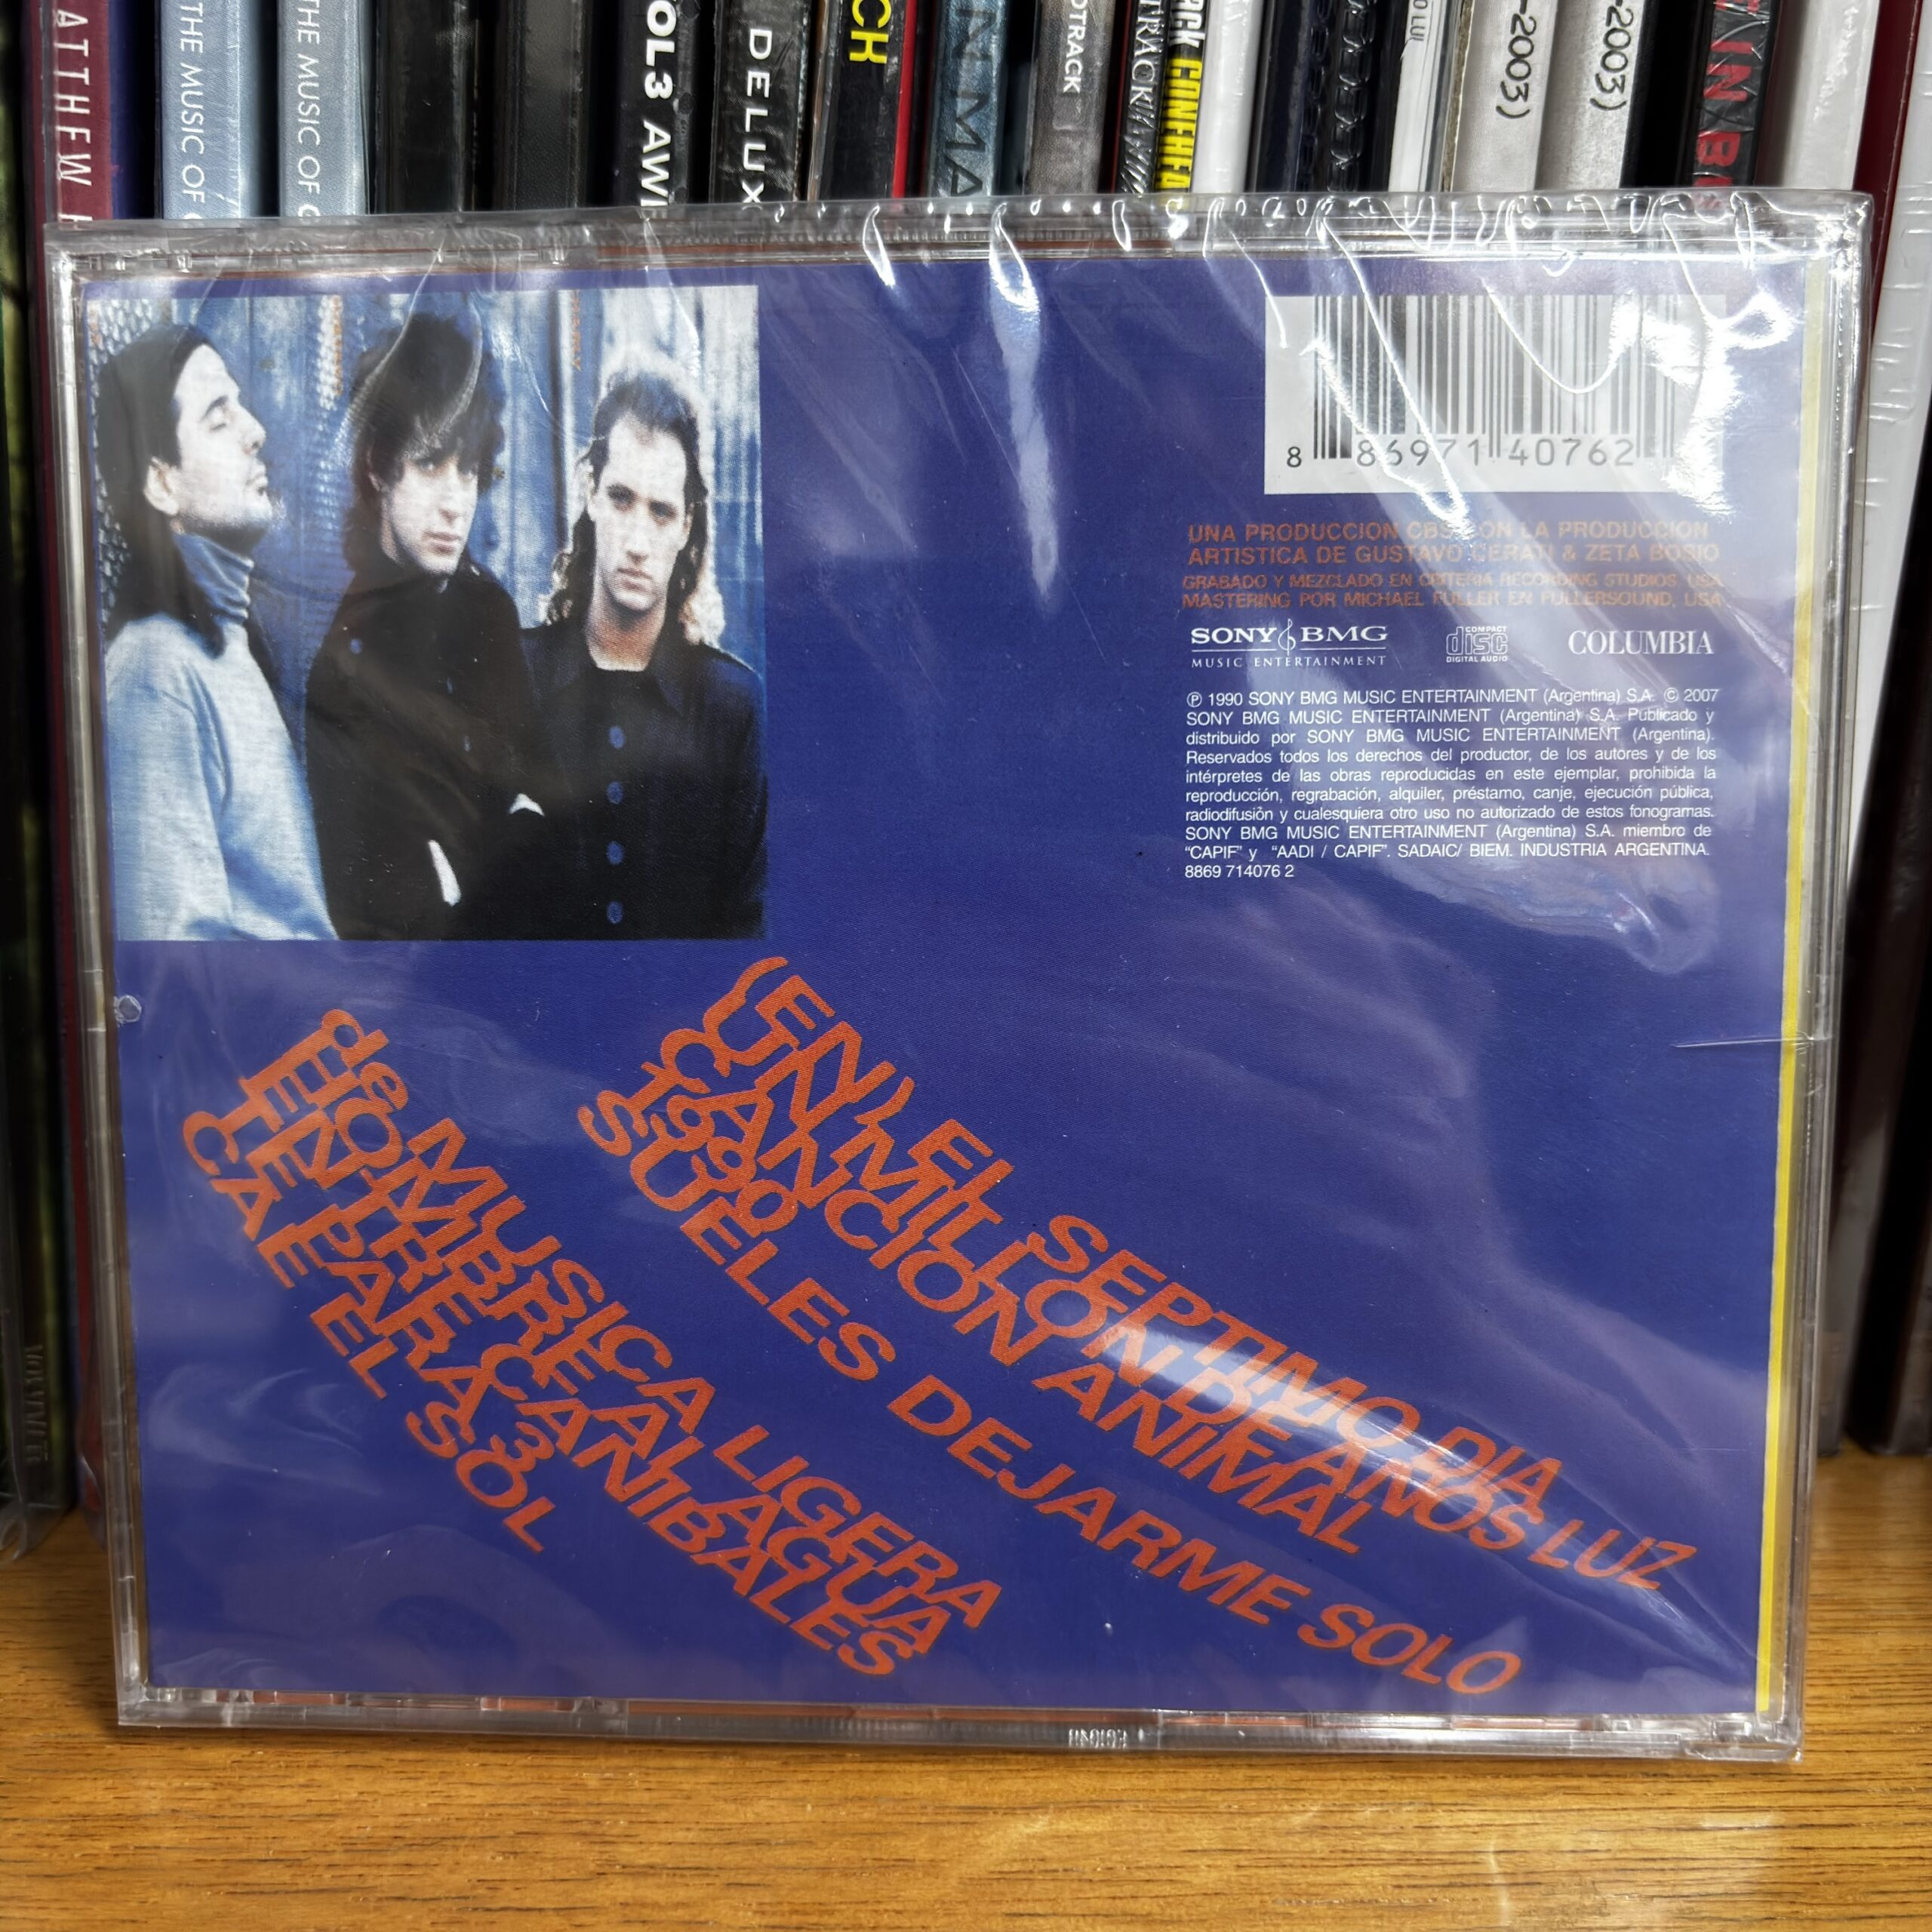 ATTHEW
THE MUSIC OF
THE MUSIC OF
OL3 AW
DELUX
CK
OTRACK
TRACK
CK CONEHEA
-2003)
-2003)
8 86971 40762
UNA PRODUCCION CBS CON LA PRODUCCION
ARTISTICA DE GUSTAVO CERATI & ZETA BOSIO
GRABADO Y MEZCLADO EN CRITERIA RECORDING STUDIOS, USA
MASTERING POR MICHAEL FULLER EN FULLERSOUND, USA
SONY BMG
MUSIC ENTERTAINMENT
COMPACT
disc
DIGITAL AUDIO
COLUMBIA
℗ 1990 SONY BMG MUSIC ENTERTAINMENT (Argentina) S.A. © 2007
SONY BMG MUSIC ENTERTAINMENT (Argentina) S.A. Publicado y
distribuido por SONY BMG MUSIC ENTERTAINMENT (Argentina).
Reservados todos los derechos del productor, de los autores y de los
intérpretes de las obras reproducidas en este ejemplar, prohibida la
reproducción, regrabación, alquiler, préstamo, canje, ejecución pública,
radiodifusión y cualesquiera otro uso no autorizado de estos fonogramas.
SONY BMG MUSIC ENTERTAINMENT (Argentina) S.A. miembro de
"CAPIF" y "AADI / CAPIF". SADAIC/ BIEM. INDUSTRIA ARGENTINA.
8869 714076 2
(EN) EL SEPTIMO DIA
UN MILLON DE AÑOS LUZ
CANCION ANIMAL
1990
SUELES DEJARME SOLO
de MUSICA LIGERA
HOMBRE AL AGUA
ENTRE CANIBALES
TE PARA 3
CAE EL SOL